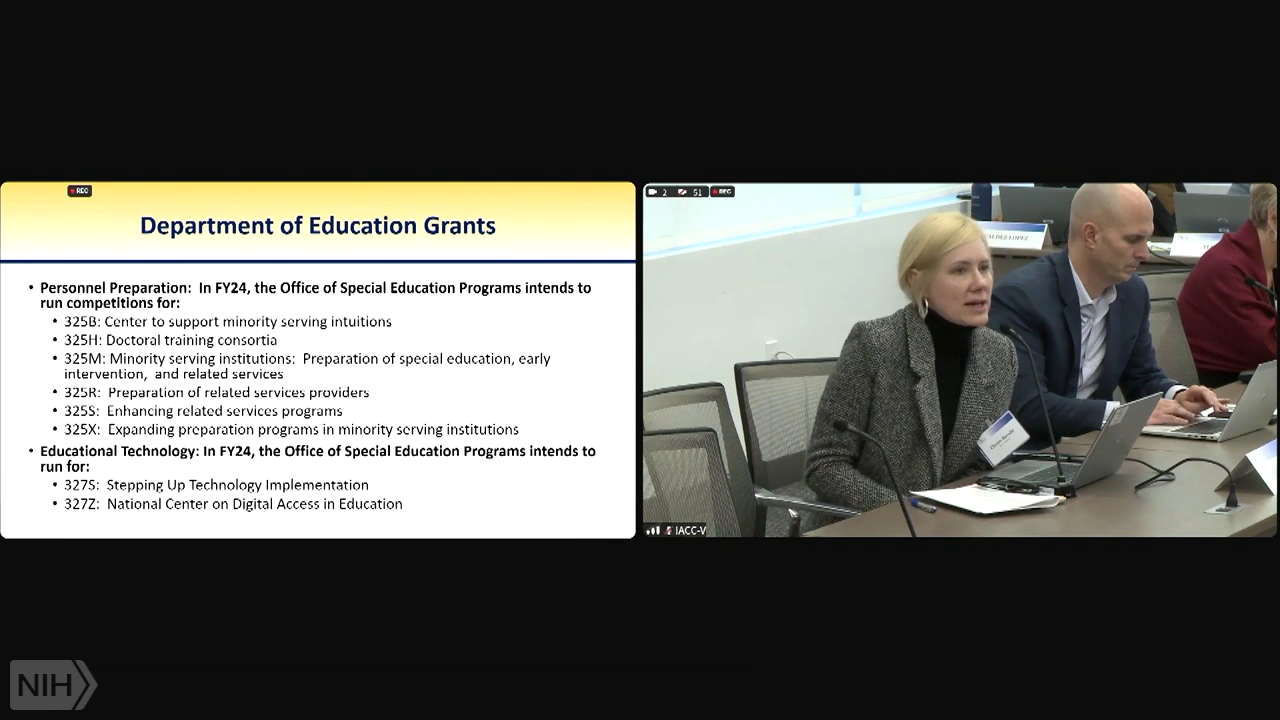 REC
Department of Education Grants
• Personnel Preparation: In FY24, the Office of Special Education Programs intends to
run competitions for:
• 325B: Center to support minority serving intuitions
• 325H: Doctoral training consortia
• 325M: Minority serving institutions: Preparation of special education, early
intervention, and related services
• 325R: Preparation of related services providers
• 325S: Enhancing related services programs
• 325X: Expanding preparation programs in minority serving institutions
• Educational Technology: In FY24, the Office of Special Education Programs intends to
run for:
• 327S: Stepping Up Technology Implementation
• 327Z: National Center on Digital Access in Education
2 51 REC
VALDEZ-LOPEZ
IACC-V
NIH